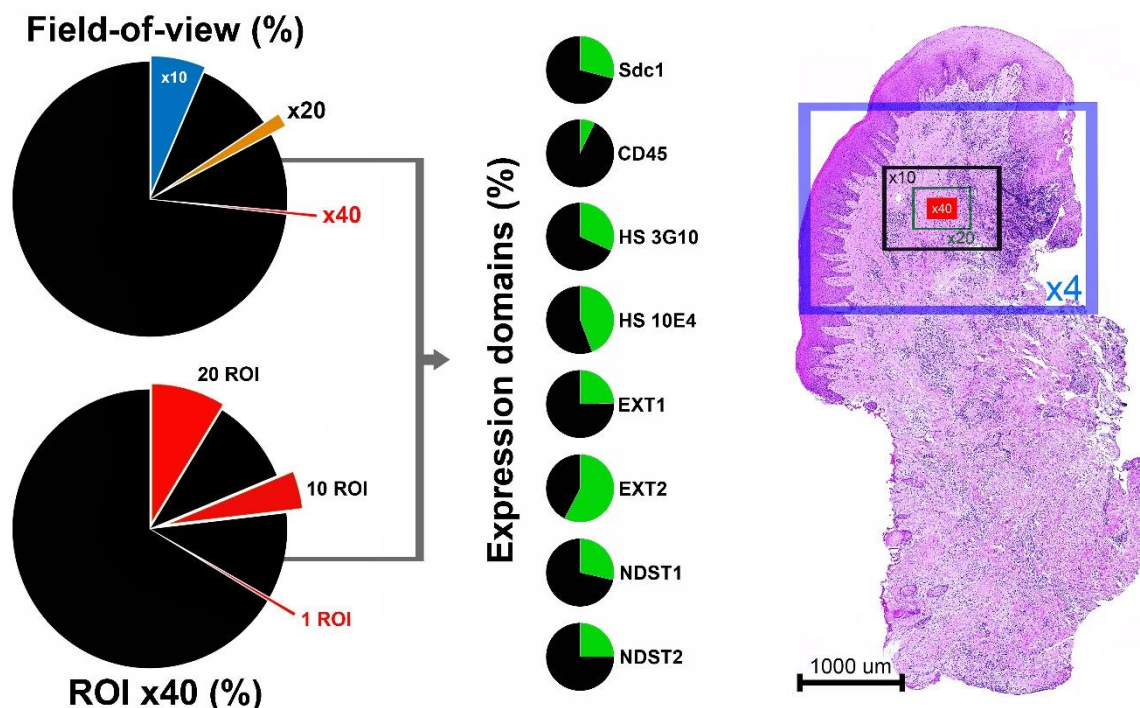 Field-of-view (%)
x10
x20
x40
20 ROI
10 ROI
1 ROI
ROI x40 (%)
Expression domains (%)
Sdc1
CD45
HS 3G10
HS 10E4
EXT1
EXT2
NDST1
NDST2
x10
x40
x20
x4
1000 um